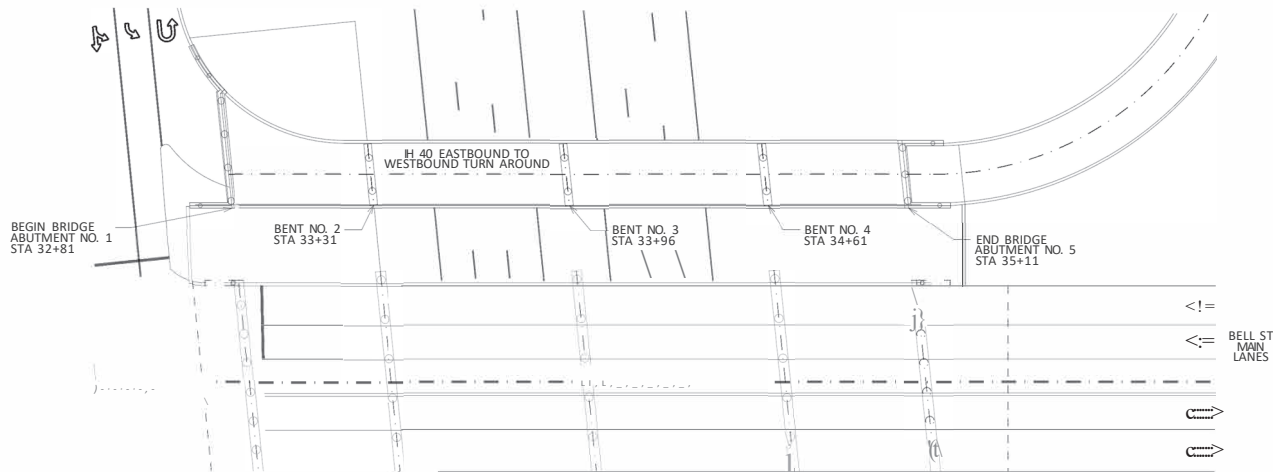 IH 40 EASTBOUND TO
WESTBOUND TURN AROUND
BEGIN BRIDGE
ABUTMENT NO. 1
STA 32+81
BENT NO. 2
STA 33+31
BENT NO. 3
STA 33+96
BENT NO. 4
STA 34+61
END BRIDGE
ABUTMENT NO. 5
STA 35+11
BELL ST
MAIN
LANES